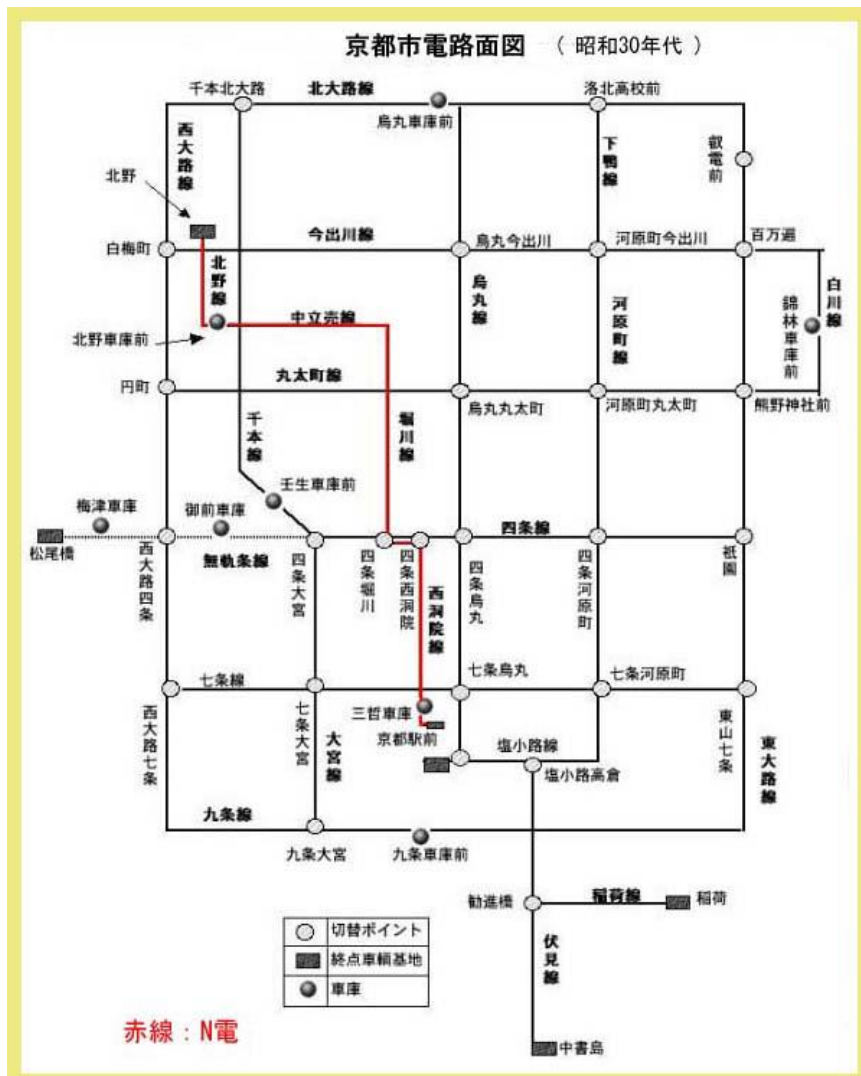 京都市電路面図 （ 昭和30年代 ）
千本北大路
北大路線
烏丸車庫前
洛北高校前
西大路線
下鴨線
叡電前
北野
白梅町
今出川線
烏丸今出川
河原町今出川
百万遍
北野線
烏丸線
河原町線
白川線
錦林車庫前
中立売線
北野車庫前
円町
丸太町線
烏丸丸太町
河原町丸太町
熊野神社前
千本線
堀川線
壬生車庫前
梅津車庫
御前車庫
四条線
松尾橋
西大路四条
無軌条線
四条大宮
四条堀川
四条西洞院
西洞院線
四条烏丸
四条河原町
祇園
七条線
七条烏丸
七条河原町
西大路七条
七条大宮
大宮線
三哲車庫
京都駅前
塩小路線
塩小路高倉
東山七条
東大路線
九条線
九条大宮
九条車庫前
勧進橋
稲荷線
稲荷
伏見線
中書島
切替ポイント
終点車輌基地
車庫
赤線：N電